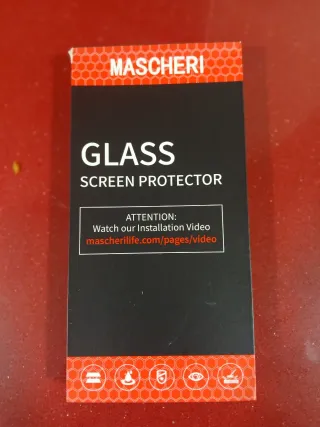 MASCHERI
GLASS
SCREEN PROTECTOR
ATTENTION:
Watch our Installation Video
mascherilife.com/pages/video